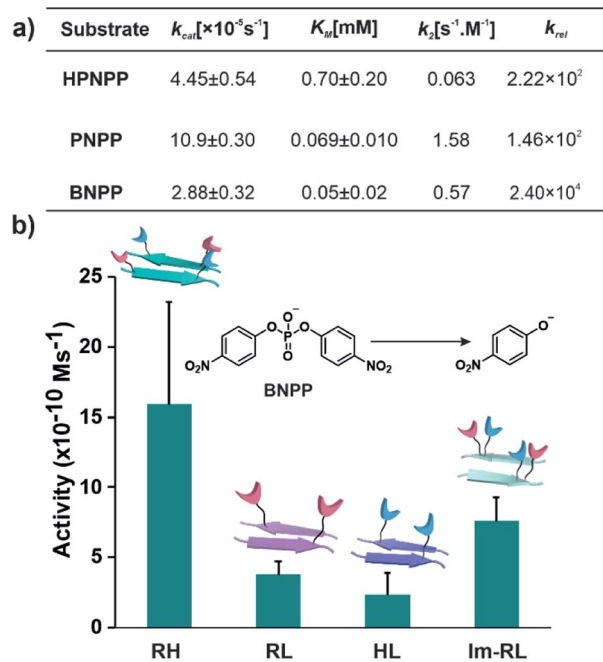 a) Substrate k_cat[×10⁻⁵s⁻¹] K_M[mM] k₂[s⁻¹.M⁻¹] k_rel
HPNPP 4.45±0.54 0.70±0.20 0.063 2.22×10²
PNPP 10.9±0.30 0.069±0.010 1.58 1.46×10²
BNPP 2.88±0.32 0.05±0.02 0.57 2.40×10⁴
b)
Activity (x10⁻¹⁰ Ms⁻¹)
25
20
15
10
5
0
O₂N O O⁻ P O O NO₂
BNPP
O₂N O⁻
RH RL HL Im-RL